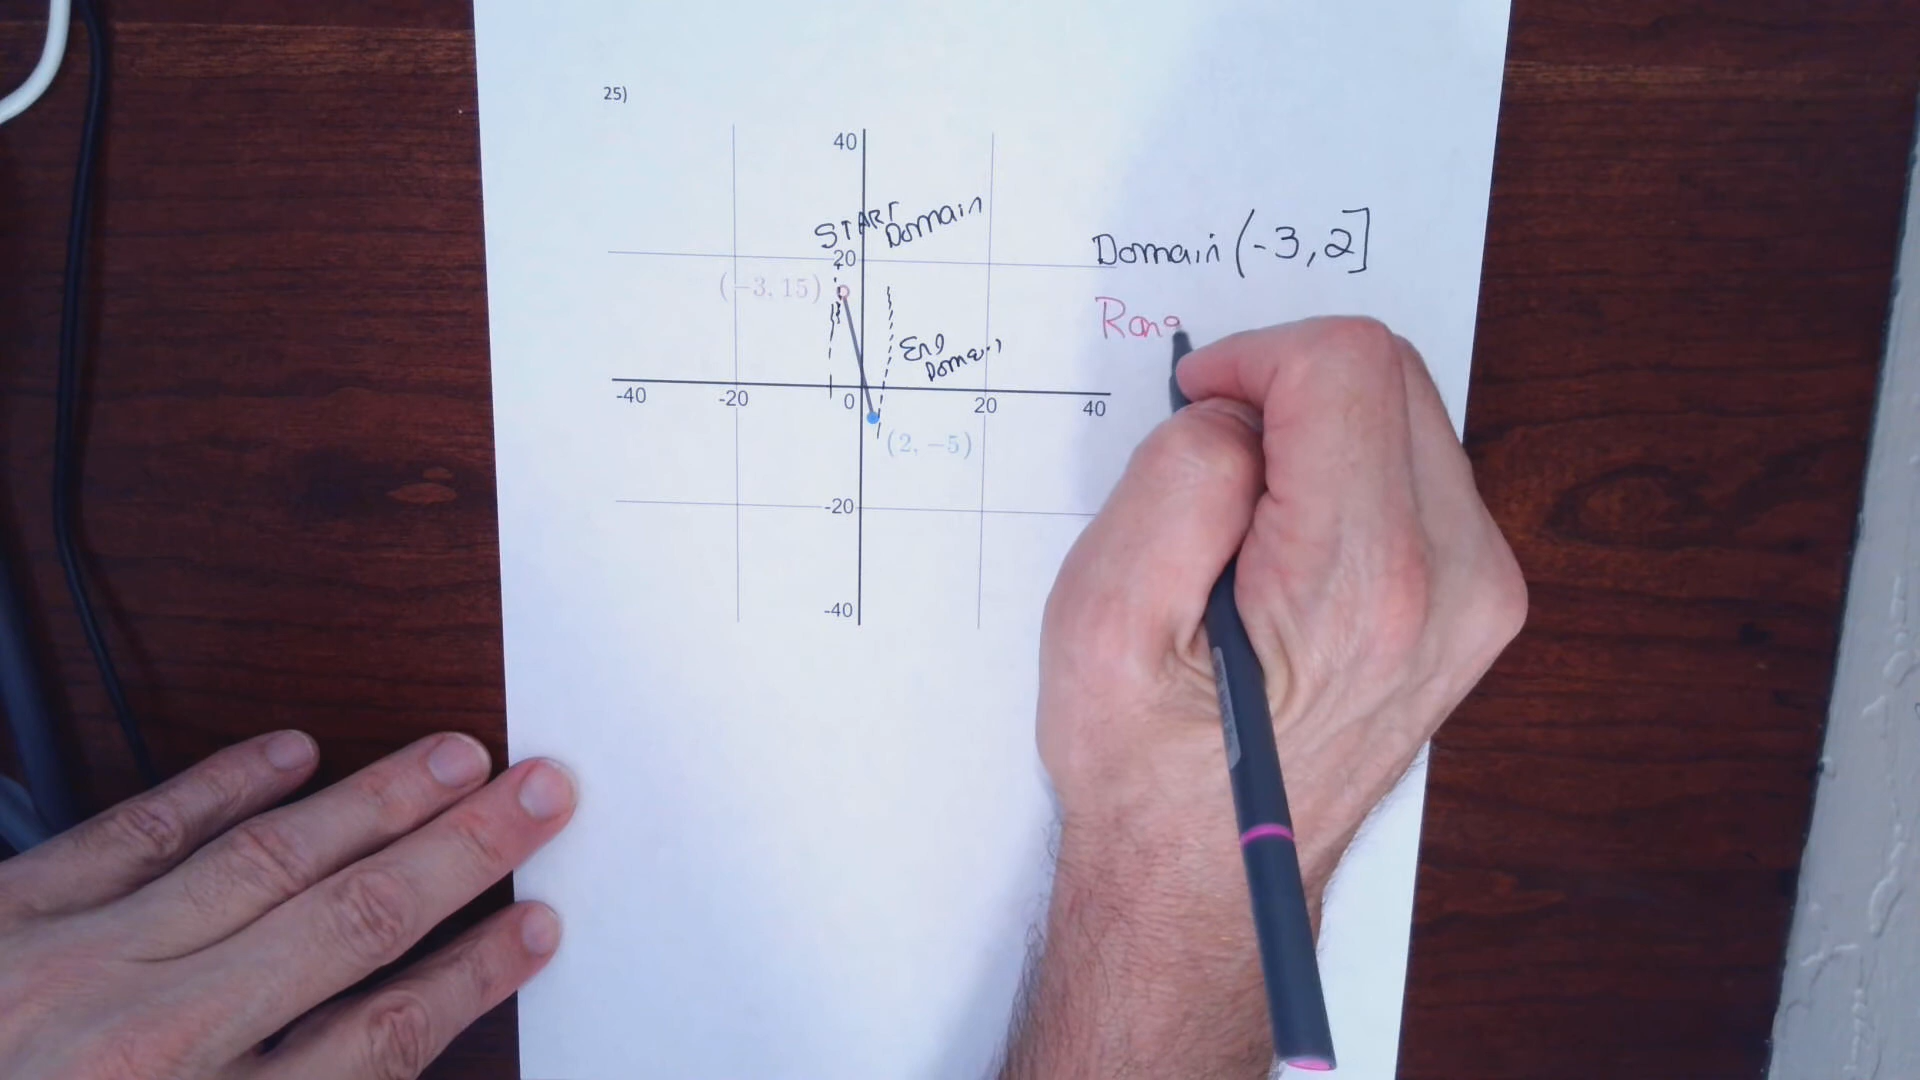 25)
40
START
Domain
20
(-3, 15)
Domain (-3, 2]
Rang
End
Domain
-40
-20
0
20
40
(2, -5)
-20
-40